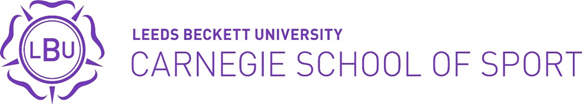 LBU
LEEDS BECKETT UNIVERSITY
CARNEGIE SCHOOL OF SPORT